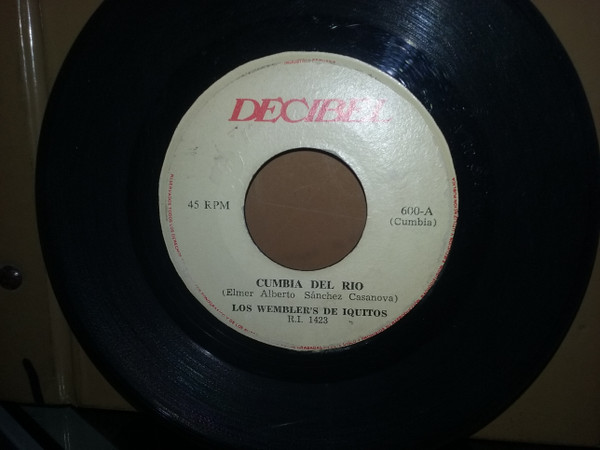 DECIBEL
45 RPM
600-A
(Cumbia)
CUMBIA DEL RIO
(Elmer Alberto Sánchez Casanova)
LOS WEMBLER'S DE IQUITOS
R.I. 1423